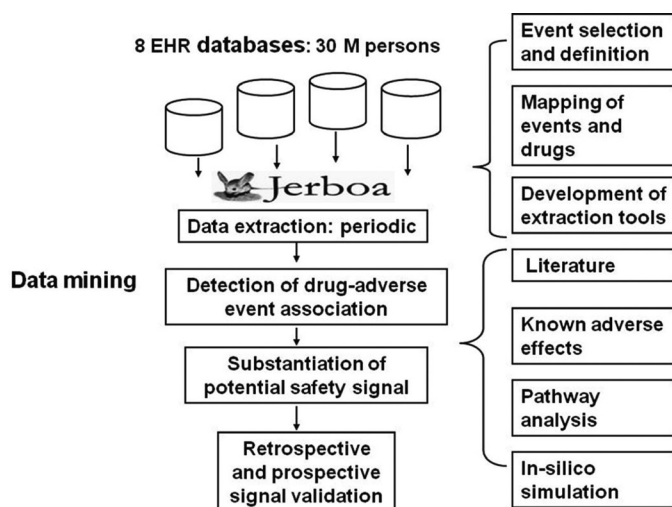 8 EHR databases: 30 M persons
Jerboa
Data extraction: periodic
Data mining
Detection of drug-adverse
event association
Substantiation of
potential safety signal
Retrospective
and prospective
signal validation
Event selection
and definition
Mapping of
events and
drugs
Development of
extraction tools
Literature
Known adverse
effects
Pathway
analysis
In-silico
simulation